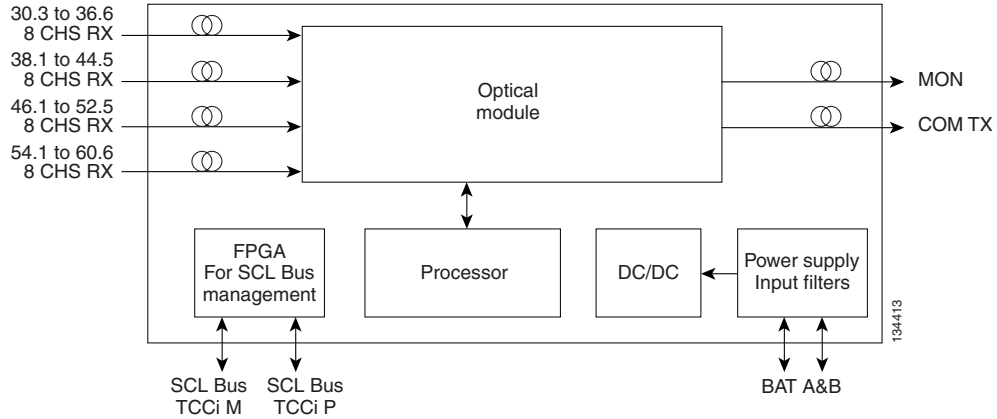 30.3 to 36.6
8 CHS RX
38.1 to 44.5
8 CHS RX
46.1 to 52.5
8 CHS RX
54.1 to 60.6
8 CHS RX
Optical
module
MON
COM TX
FPGA
For SCL Bus
management
Processor
DC/DC
Power supply
Input filters
134413
SCL Bus
TCCi M
SCL Bus
TCCi P
BAT A&B